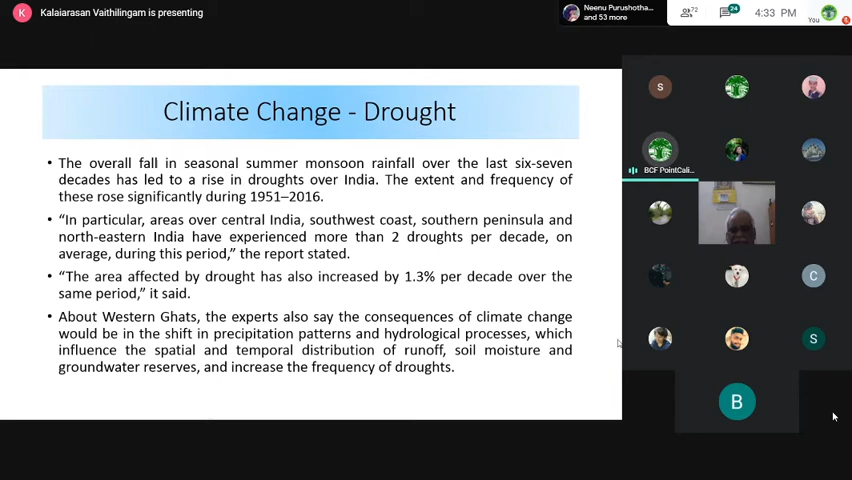 K Kalaiarasan Vaithilingam is presenting
Neenu Purushotha...
and 53 more
72
24
4:33 PM
You
Climate Change - Drought
• The overall fall in seasonal summer monsoon rainfall over the last six-seven
decades has led to a rise in droughts over India. The extent and frequency of
these rose significantly during 1951–2016.
• “In particular, areas over central India, southwest coast, southern peninsula and
north-eastern India have experienced more than 2 droughts per decade, on
average, during this period,” the report stated.
• “The area affected by drought has also increased by 1.3% per decade over the
same period,” it said.
• About Western Ghats, the experts also say the consequences of climate change
would be in the shift in precipitation patterns and hydrological processes, which
influence the spatial and temporal distribution of runoff, soil moisture and
groundwater reserves, and increase the frequency of droughts.
S
BCF PointCali...
C
S
B